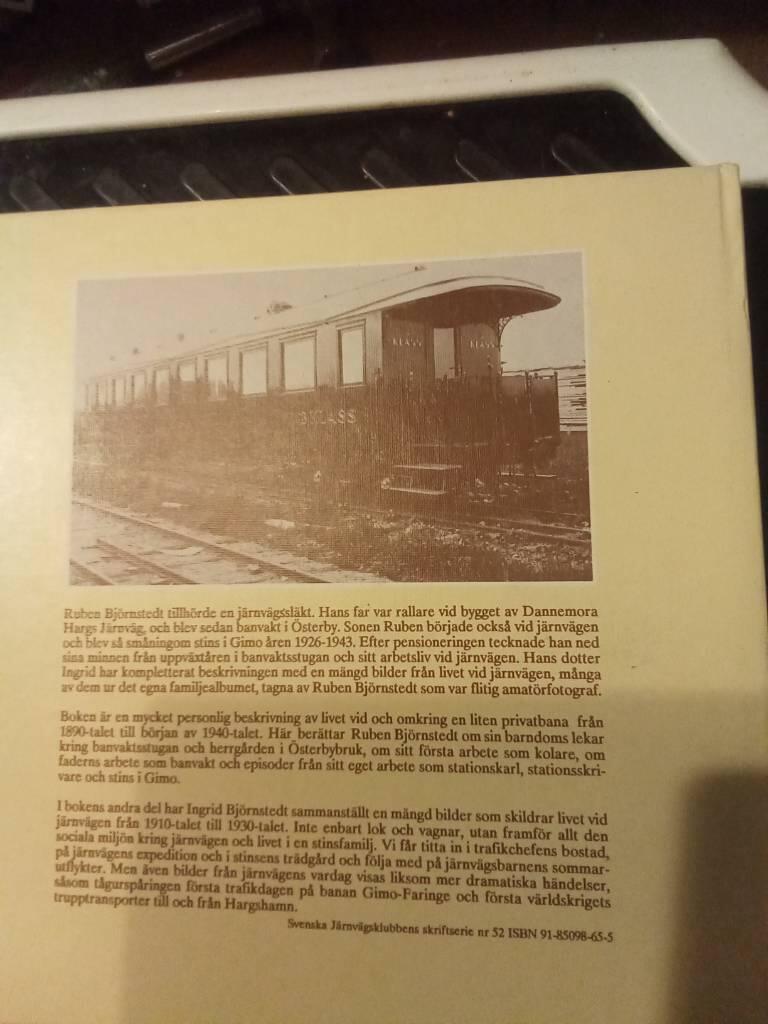 KLASS
KLASS
3 KLASS
Ruben Björnstedt tillhörde en järnvägssläkt. Hans far var rallare vid bygget av Dannemora
Hargs Järnväg, och blev sedan banvakt i Österby. Sonen Ruben började också vid järnvägen
och blev så småningom stins i Gimo åren 1926-1943. Efter pensioneringen tecknade han ned
sina minnen från uppväxtåren i banvaktsstugan och sitt arbetsliv vid järnvägen. Hans dotter
Ingrid har kompletterat beskrivningen med en mängd bilder från livet vid järnvägen, många
av dem ur det egna familjealbumet, tagna av Ruben Björnstedt som var flitig amatörfotograf.
Boken är en mycket personlig beskrivning av livet vid och omkring en liten privatbana från
1890-talet till början av 1940-talet. Här berättar Ruben Björnstedt om sin barndoms lekar
kring banvaktsstugan och herrgården i Österbybruk, om sitt första arbete som kolare, om
faderns arbete som banvakt och episoder från sitt eget arbete som stationskarl, stationsskri-
vare och stins i Gimo.
I bokens andra del har Ingrid Björnstedt sammanställt en mängd bilder som skildrar livet vid
järnvägen från 1910-talet till 1930-talet. Inte enbart lok och vagnar, utan framför allt den
sociala miljön kring järnvägen och livet i en stinsfamilj. Vi får titta in i trafikchefens bostad,
på järnvägens expedition och i stinsens trädgård och följa med på järnvägsbarnens sommar-
utflykter. Men även bilder från järnvägens vardag visas liksom mer dramatiska händelser,
såsom tågurspåringen första trafikdagen på banan Gimo-Faringe och första världskrigets
trupptransporter till och från Hargshamn.
Svenska Järnvägsklubbens skriftserie nr 52 ISBN 91-85098-65-5